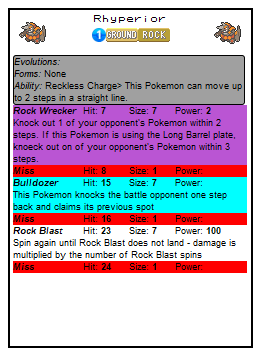 Rhyperior
1 GROUND ROCK
Evolutions:
Forms: None
Ability: Reckless Charge> This Pokemon can move up
to 2 steps in a straight line.
Rock Wrecker Hit: 7 Size: 7 Power: 2
Knock out 1 of your opponent's Pokemon within 2
steps. If this Pokemon is using the Long Barrel plate,
knoeck out on of your opponent's Pokemon within 3
steps.
Miss Hit: 8 Size: 1 Power:
Bulldozer Hit: 15 Size: 7 Power:
This Pokemon knocks the battle opponent one step
back and claims its previous spot
Miss Hit: 16 Size: 1 Power:
Rock Blast Hit: 23 Size: 7 Power: 100
Spin again until Rock Blast does not land - damage is
multiplied by the number of Rock Blast spins
Miss Hit: 24 Size: 1 Power: